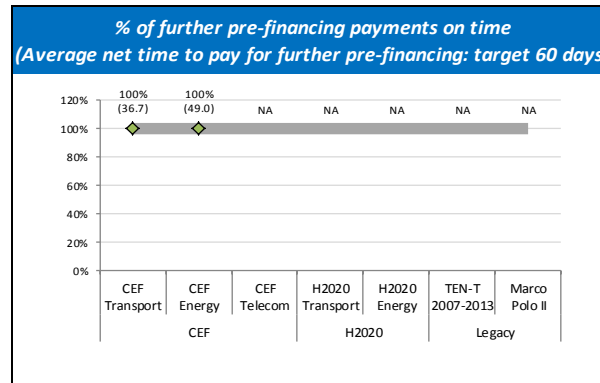 % of further pre-financing payments on time
(Average net time to pay for further pre-financing: target 60 days
120%
100%
80%
60%
40%
20%
0%
100% 100%
(36.7) (49.0) NA NA NA NA NA
CEF CEF CEF H2020 H2020 TEN-T Marco
Transport Energy Telecom Transport Energy 2007-2013 Polo II
CEF H2020 Legacy